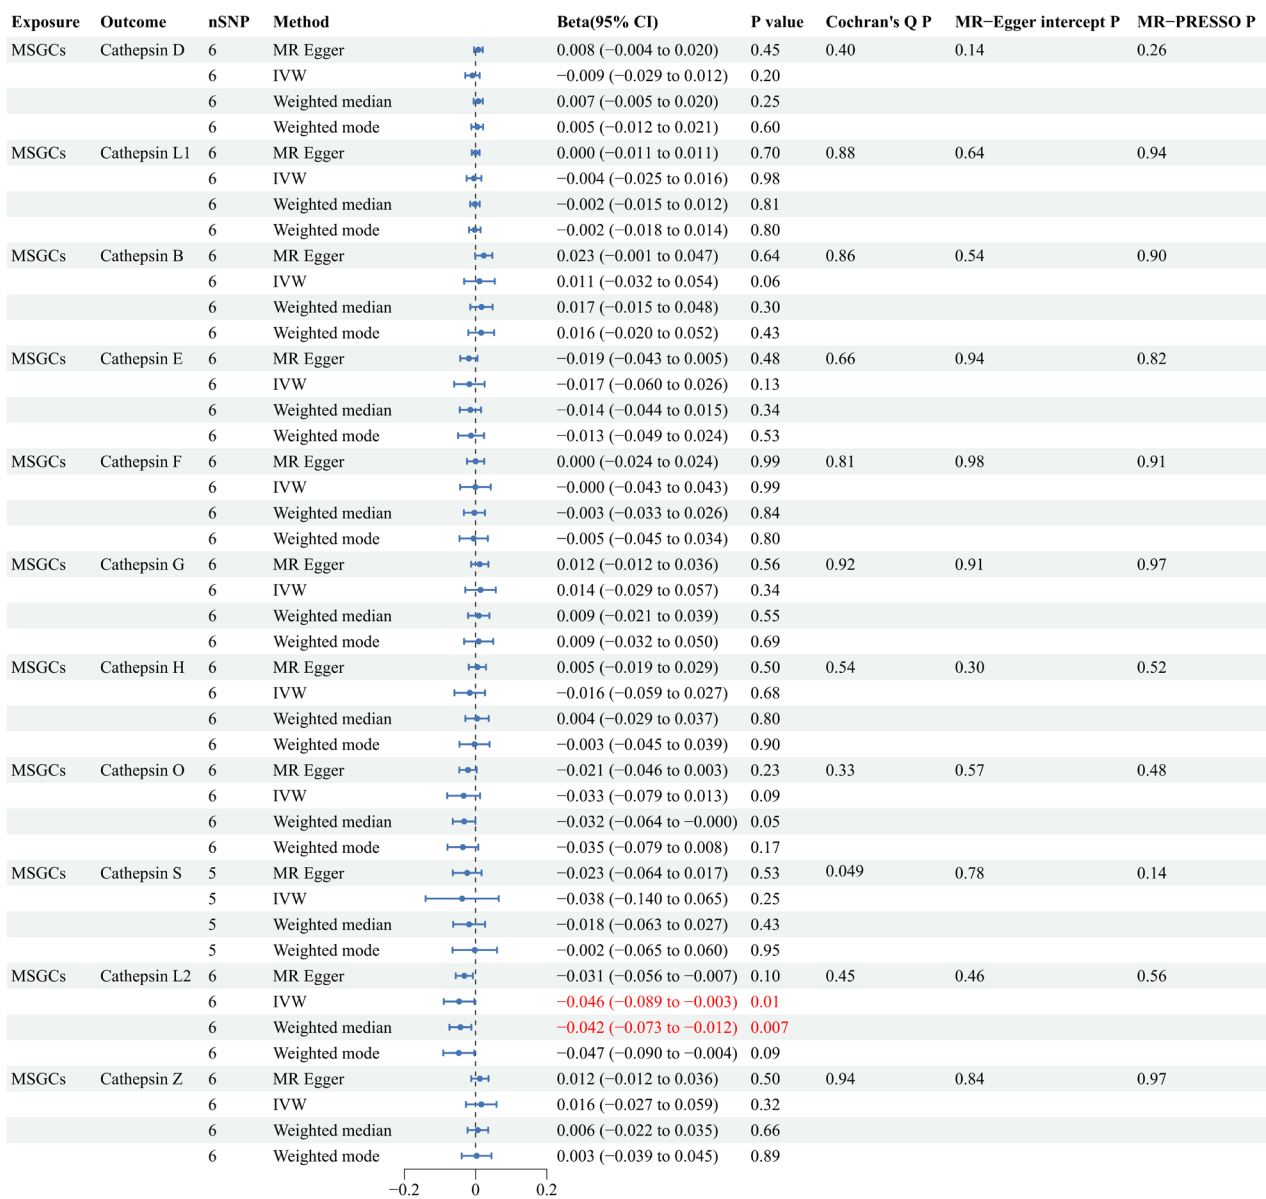 Exposure Outcome nSNP Method Beta(95% CI) P value Cochran's Q P MR−Egger intercept P MR−PRESSO P
MSGCs Cathepsin D 6 MR Egger 0.008 (−0.004 to 0.020) 0.45 0.40 0.14 0.26
6 IVW −0.009 (−0.029 to 0.012) 0.20
6 Weighted median 0.007 (−0.005 to 0.020) 0.25
6 Weighted mode 0.005 (−0.012 to 0.021) 0.60
MSGCs Cathepsin L1 6 MR Egger 0.000 (−0.011 to 0.011) 0.70 0.88 0.64 0.94
6 IVW −0.004 (−0.025 to 0.016) 0.98
6 Weighted median −0.002 (−0.015 to 0.012) 0.81
6 Weighted mode −0.002 (−0.018 to 0.014) 0.80
MSGCs Cathepsin B 6 MR Egger 0.023 (−0.001 to 0.047) 0.64 0.86 0.54 0.90
6 IVW 0.011 (−0.032 to 0.054) 0.06
6 Weighted median 0.017 (−0.015 to 0.048) 0.30
6 Weighted mode 0.016 (−0.020 to 0.052) 0.43
MSGCs Cathepsin E 6 MR Egger −0.019 (−0.043 to 0.005) 0.48 0.66 0.94 0.82
6 IVW −0.017 (−0.060 to 0.026) 0.13
6 Weighted median −0.014 (−0.044 to 0.015) 0.34
6 Weighted mode −0.013 (−0.049 to 0.024) 0.53
MSGCs Cathepsin F 6 MR Egger 0.000 (−0.024 to 0.024) 0.99 0.81 0.98 0.91
6 IVW −0.000 (−0.043 to 0.043) 0.99
6 Weighted median −0.003 (−0.033 to 0.026) 0.84
6 Weighted mode −0.005 (−0.045 to 0.034) 0.80
MSGCs Cathepsin G 6 MR Egger 0.012 (−0.012 to 0.036) 0.56 0.92 0.91 0.97
6 IVW 0.014 (−0.029 to 0.057) 0.34
6 Weighted median 0.009 (−0.021 to 0.039) 0.55
6 Weighted mode 0.009 (−0.032 to 0.050) 0.69
MSGCs Cathepsin H 6 MR Egger 0.005 (−0.019 to 0.029) 0.50 0.54 0.30 0.52
6 IVW −0.016 (−0.059 to 0.027) 0.68
6 Weighted median 0.004 (−0.029 to 0.037) 0.80
6 Weighted mode −0.003 (−0.045 to 0.039) 0.90
MSGCs Cathepsin O 6 MR Egger −0.021 (−0.046 to 0.003) 0.23 0.33 0.57 0.48
6 IVW −0.033 (−0.079 to 0.013) 0.09
6 Weighted median −0.032 (−0.064 to −0.000) 0.05
6 Weighted mode −0.035 (−0.079 to 0.008) 0.17
MSGCs Cathepsin S 5 MR Egger −0.023 (−0.064 to 0.017) 0.53 0.049 0.78 0.14
5 IVW −0.038 (−0.140 to 0.065) 0.25
5 Weighted median −0.018 (−0.063 to 0.027) 0.43
5 Weighted mode −0.002 (−0.065 to 0.060) 0.95
MSGCs Cathepsin L2 6 MR Egger −0.031 (−0.056 to −0.007) 0.10 0.45 0.46 0.56
6 IVW −0.046 (−0.089 to −0.003) 0.01
6 Weighted median −0.042 (−0.073 to −0.012) 0.007
6 Weighted mode −0.047 (−0.090 to −0.004) 0.09
MSGCs Cathepsin Z 6 MR Egger 0.012 (−0.012 to 0.036) 0.50 0.94 0.84 0.97
6 IVW 0.016 (−0.027 to 0.059) 0.32
6 Weighted median 0.006 (−0.022 to 0.035) 0.66
6 Weighted mode 0.003 (−0.039 to 0.045) 0.89
−0.2 0 0.2